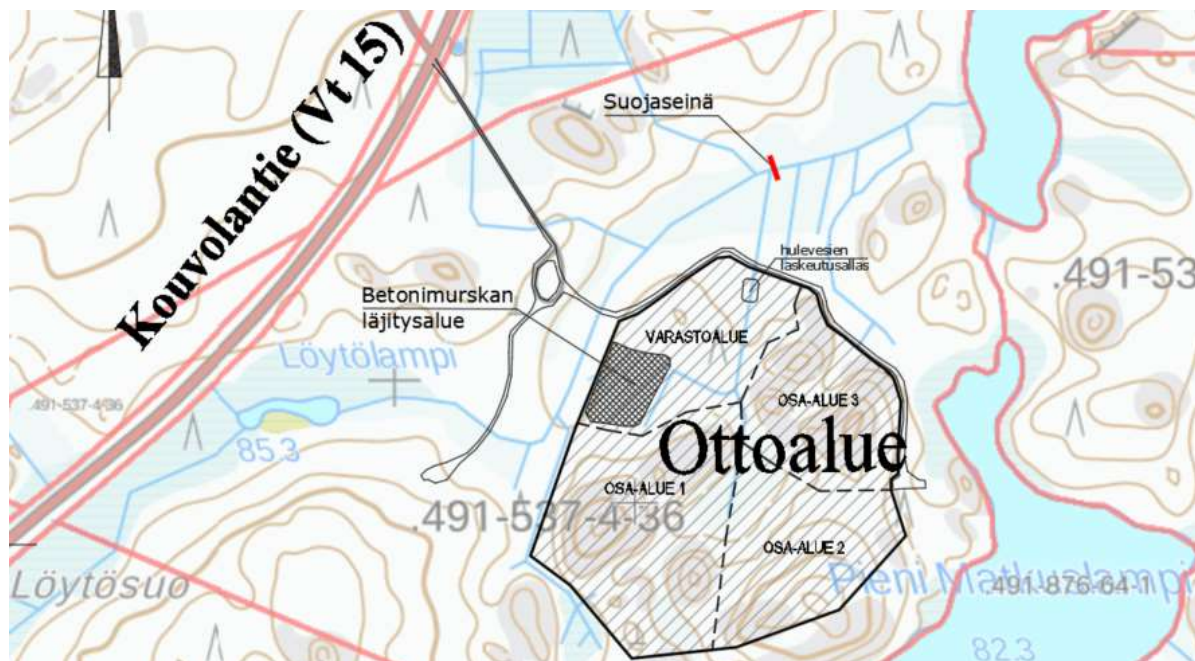 Kouvolantie (Vt 15)
Suojaseinä
hulevesien
laskeutusallas
.491-53
Betonimurskan
läjitysalue
VARASTOALUE
Löytölampi
.491-537-4-36
85.3
OSA-ALUE 3
Ottoalue
OSA-ALUE 1
.491-537-4-36
OSA-ALUE 2
Löytösuo
Pieni Matkuslampi
.491-876-64-1
82.3